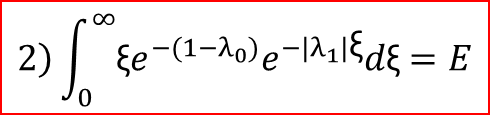 2) ∫₀^∞ ξe^{−(1−λ₀)} e^{−|λ₁|ξ} dξ = E